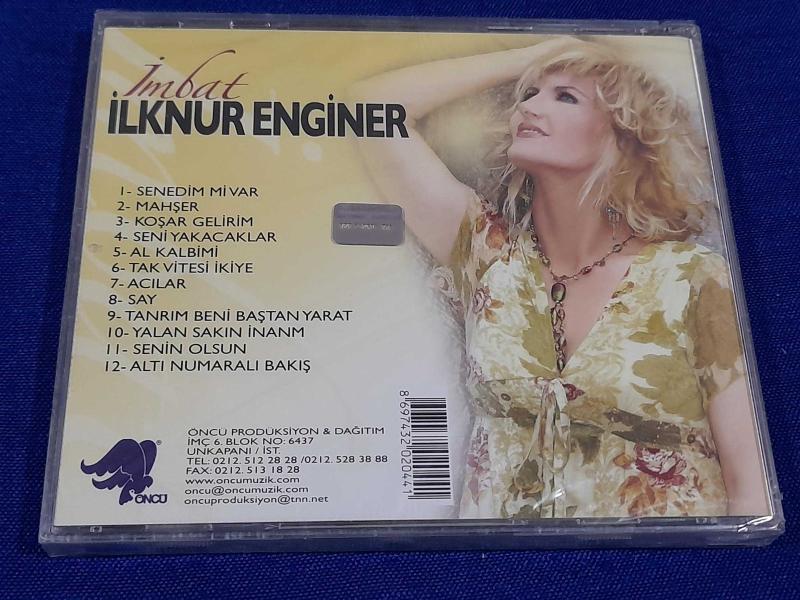 İmbat
İLKNUR ENGİNER
1- SENEDİM Mİ VAR
2- MAHŞER
3- KOŞAR GELİRİM
4- SENİ YAKACAKLAR
5- AL KALBİMİ
6- TAK VİTESİ İKİYE
7- ACILAR
8- SAY
9- TANRIM BENİ BAŞTAN YARAT
10- YALAN SAKIN İNANM
11- SENİN OLSUN
12- ALTI NUMARALI BAKIŞ
8697432020441
ÖNCÜ PRODÜKSİYON & DAĞITIM
İMÇ 6. BLOK NO: 6437
UNKAPANI / İST.
TEL: 0212. 512 28 28 /0212. 528 38 88
FAX: 0212. 513 18 28
www.oncumuzik.com
oncu@oncumuzik.com
oncuproduksiyon@tnn.net
ÖNCÜ